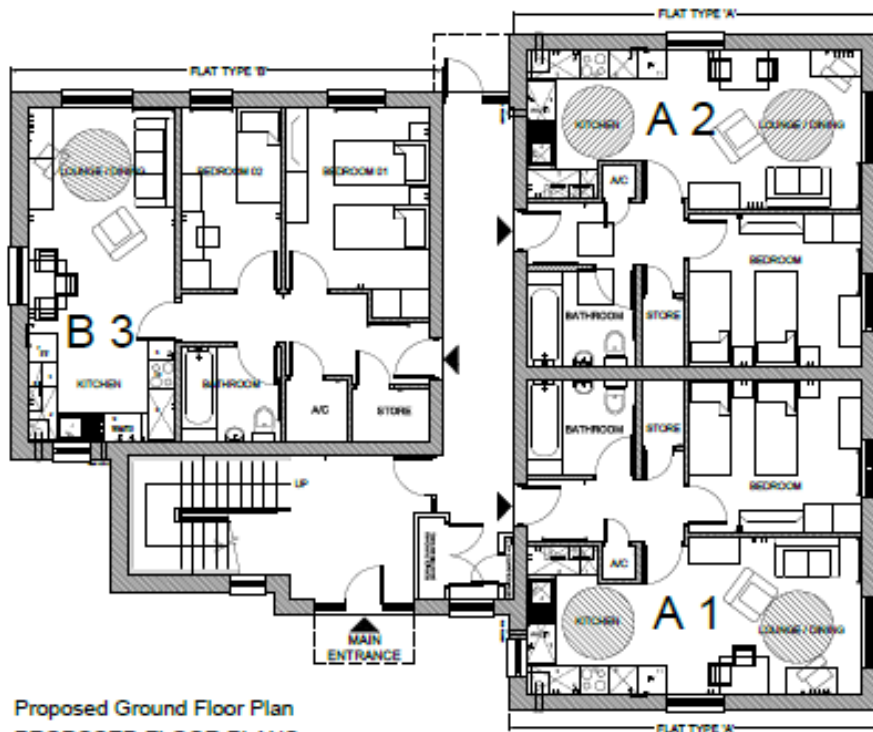 FLAT TYPE 'A'
FLAT TYPE 'B'
KITCHEN
A 2
LOUNGE / DINING
LOUNGE / DINING
BEDROOM 02
BEDROOM 01
A/C
BEDROOM
B 3
BATHROOM
STORE
KITCHEN
BATHROOM
A/C
STORE
BATHROOM
STORE
UP
BEDROOM
A/C
KITCHEN
A 1
LOUNGE / DINING
MAIN
ENTRANCE
Proposed Ground Floor Plan
FLAT TYPE 'A'